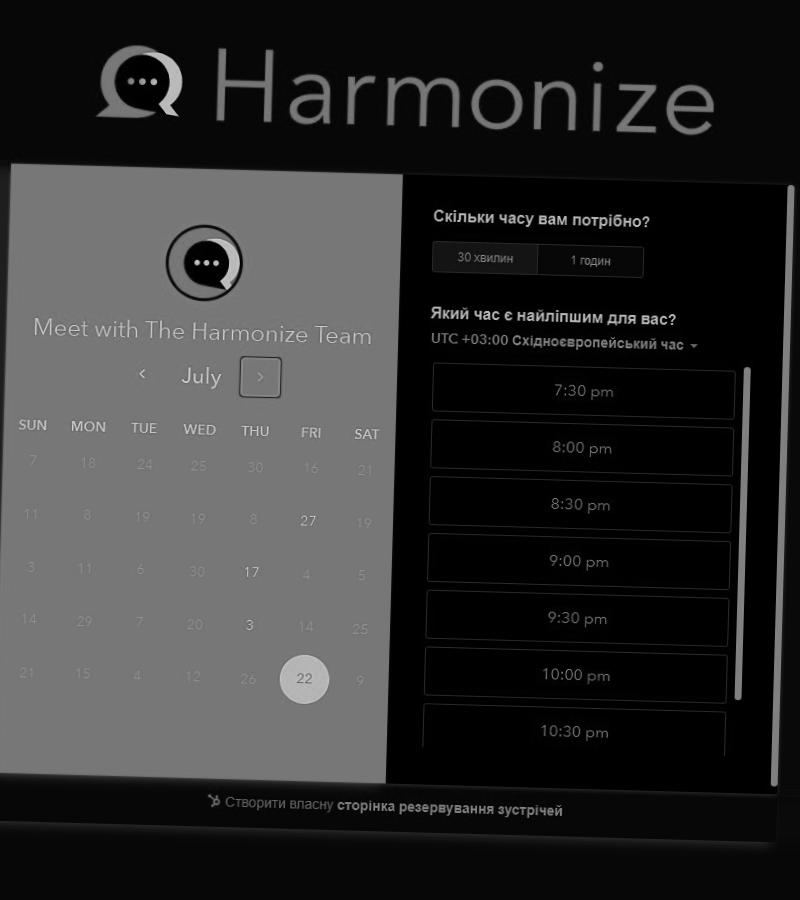 Harmonize
Meet with The Harmonize Team
July
SUN MON TUE WED THU FRI SAT
7 18 24 25 30 16 21
11 8 19 19 8 27 19
3 11 6 30 17 4 5
14 29 7 20 3 14 25
21 15 4 12 26 22 9
Скільки часу вам потрібно?
30 хвилин 1 годин
Який час є найліпшим для вас?
UTC +03:00 Східноєвропейський час
7:30 pm
8:00 pm
8:30 pm
9:00 pm
9:30 pm
10:00 pm
10:30 pm
Створити власну сторінка резервування зустрічей